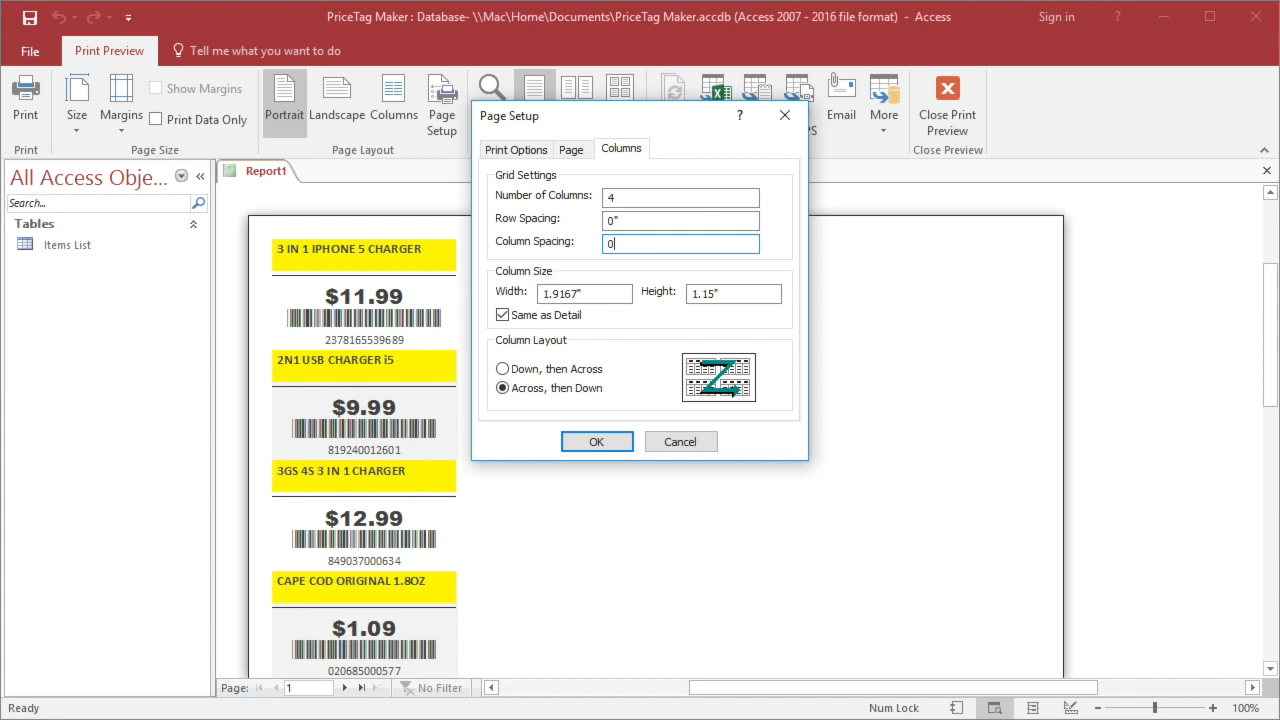 PriceTag Maker : Database- \\Mac\Home\Documents\PriceTag Maker.accdb (Access 2007 - 2016 file format) - Access
Sign in
?
File
Print Preview
Tell me what you want to do
Show Margins
Print Data Only
Print
Size
Margins
Portrait
Landscape
Columns
Page
Setup
Email
More
Close Print
Preview
Print
Page Size
Page Layout
Close Preview
All Access Obje...
Search...
Tables
Items List
Report1
3 IN 1 IPHONE 5 CHARGER
$11.99
2378165539689
2N1 USB CHARGER i5
$9.99
819240012601
3GS 4S 3 IN 1 CHARGER
$12.99
849037000634
CAPE COD ORIGINAL 1.8OZ
$1.09
020685000577
Page Setup
?
Print Options
Page
Columns
Grid Settings
Number of Columns: 4
Row Spacing: 0"
Column Spacing: 0
Column Size
Width: 1.9167" Height: 1.15"
Same as Detail
Column Layout
Down, then Across
Across, then Down
OK
Cancel
Page: 1
No Filter
Ready
Num Lock
100%